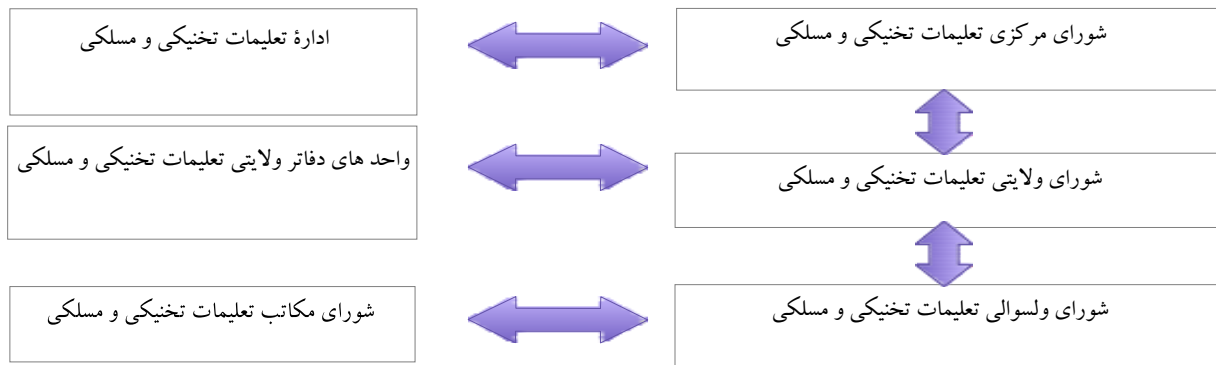 شورای مرکزی تعلیمات تخنیکی و مسلکی
ادارۀ تعلیمات تخنیکی و مسلکی
شورای ولایتی تعلیمات تخنیکی و مسلکی
واحد های دفاتر ولایتی تعلیمات تخنیکی و مسلکی
شورای ولسوالی تعلیمات تخنیکی و مسلکی
شورای مکاتب تعلیمات تخنیکی و مسلکی